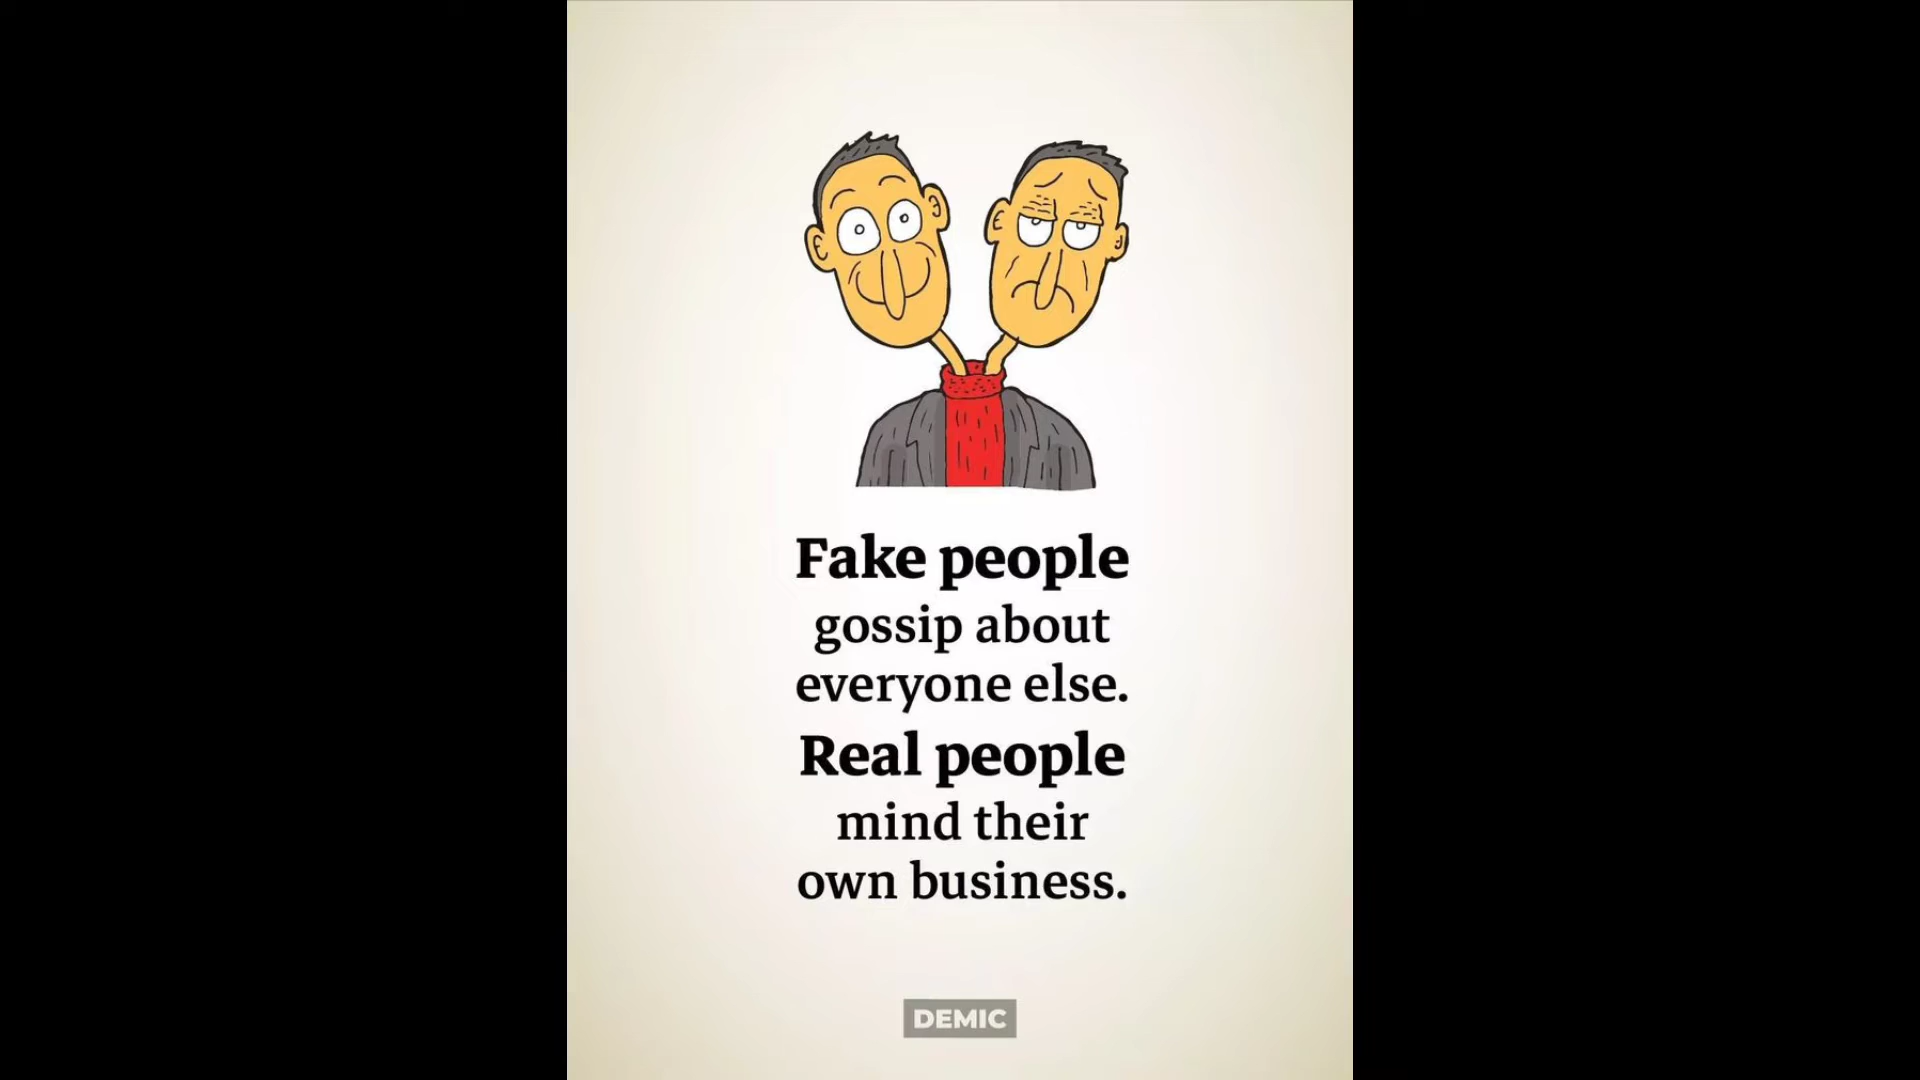 Fake people
gossip about
everyone else.
Real people
mind their
own business.
DEMIC